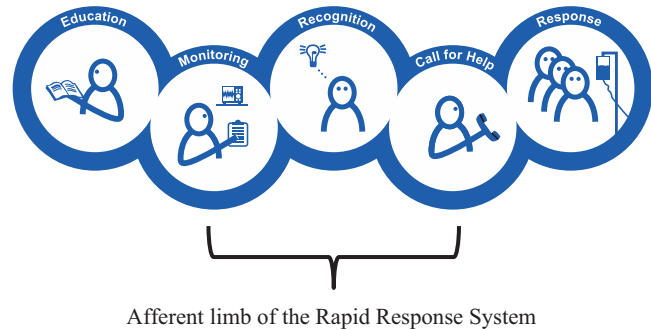 Education
Monitoring
Recognition
Call for Help
Response
Afferent limb of the Rapid Response System